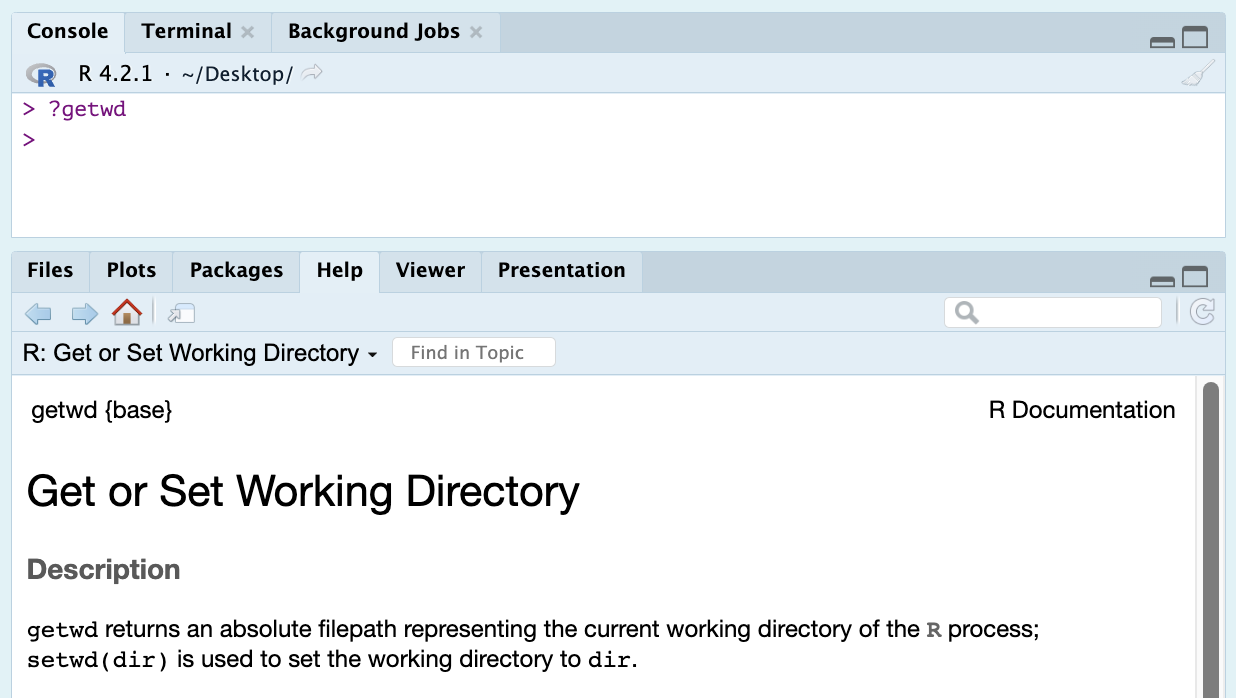 Console Terminal Background Jobs
R R 4.2.1 · ~/Desktop/
> ?getwd
>
Files Plots Packages Help Viewer Presentation
R: Get or Set Working Directory Find in Topic
getwd {base} R Documentation
Get or Set Working Directory
Description
getwd returns an absolute filepath representing the current working directory of the R process;
setwd(dir) is used to set the working directory to dir.